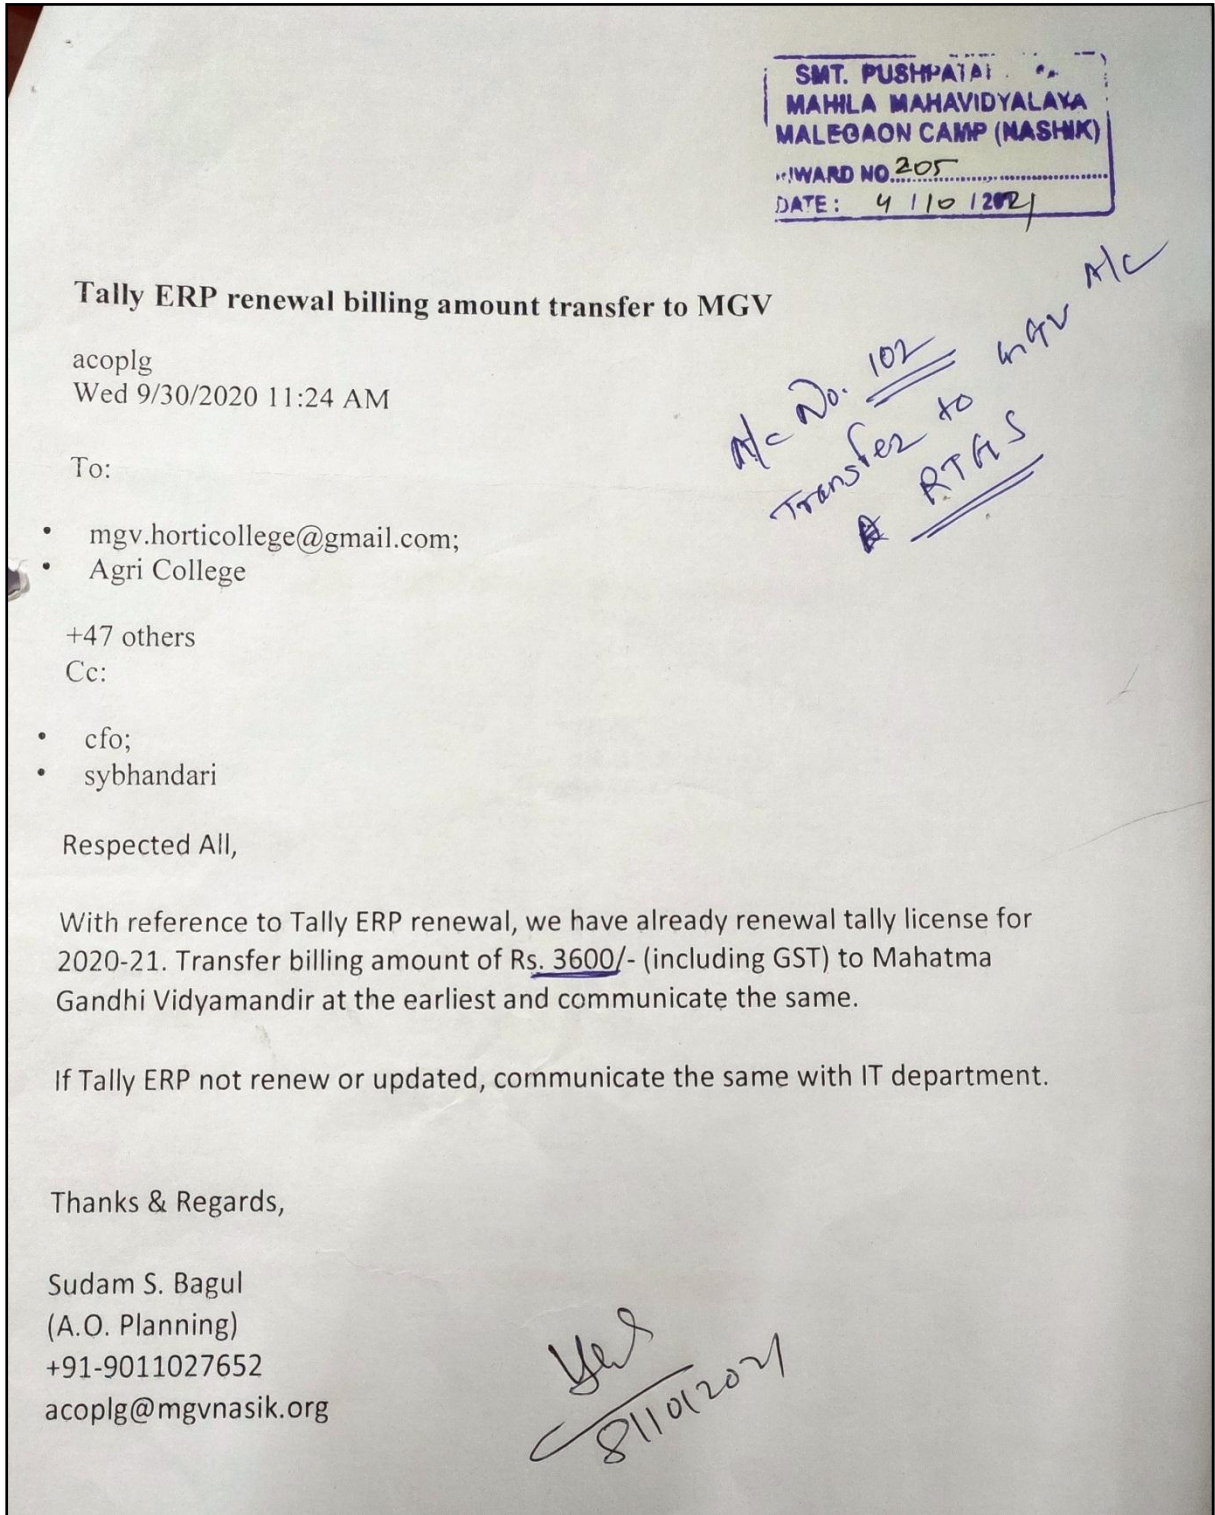 SMT. PUSHPATAI
MAHILA MAHAVIDYALAYA
MALEGAON CAMP (NASHIK)
WARD NO. 205
DATE: 4/10/2021
Tally ERP renewal billing amount transfer to MGV
acoplg
Wed 9/30/2020 11:24 AM
A/c No. 102
Transfer to MGV A/C
RTGS
To:
• mgv.horticollege@gmail.com;
• Agri College
+47 others
Cc:
• cfo;
• sybhandari
Respected All,
With reference to Tally ERP renewal, we have already renewal tally license for
2020-21. Transfer billing amount of Rs. 3600/- (including GST) to Mahatma
Gandhi Vidyamandir at the earliest and communicate the same.
If Tally ERP not renew or updated, communicate the same with IT department.
Thanks & Regards,
Sudam S. Bagul
(A.O. Planning)
+91-9011027652
acoplg@mgvnasik.org
8/10/2021